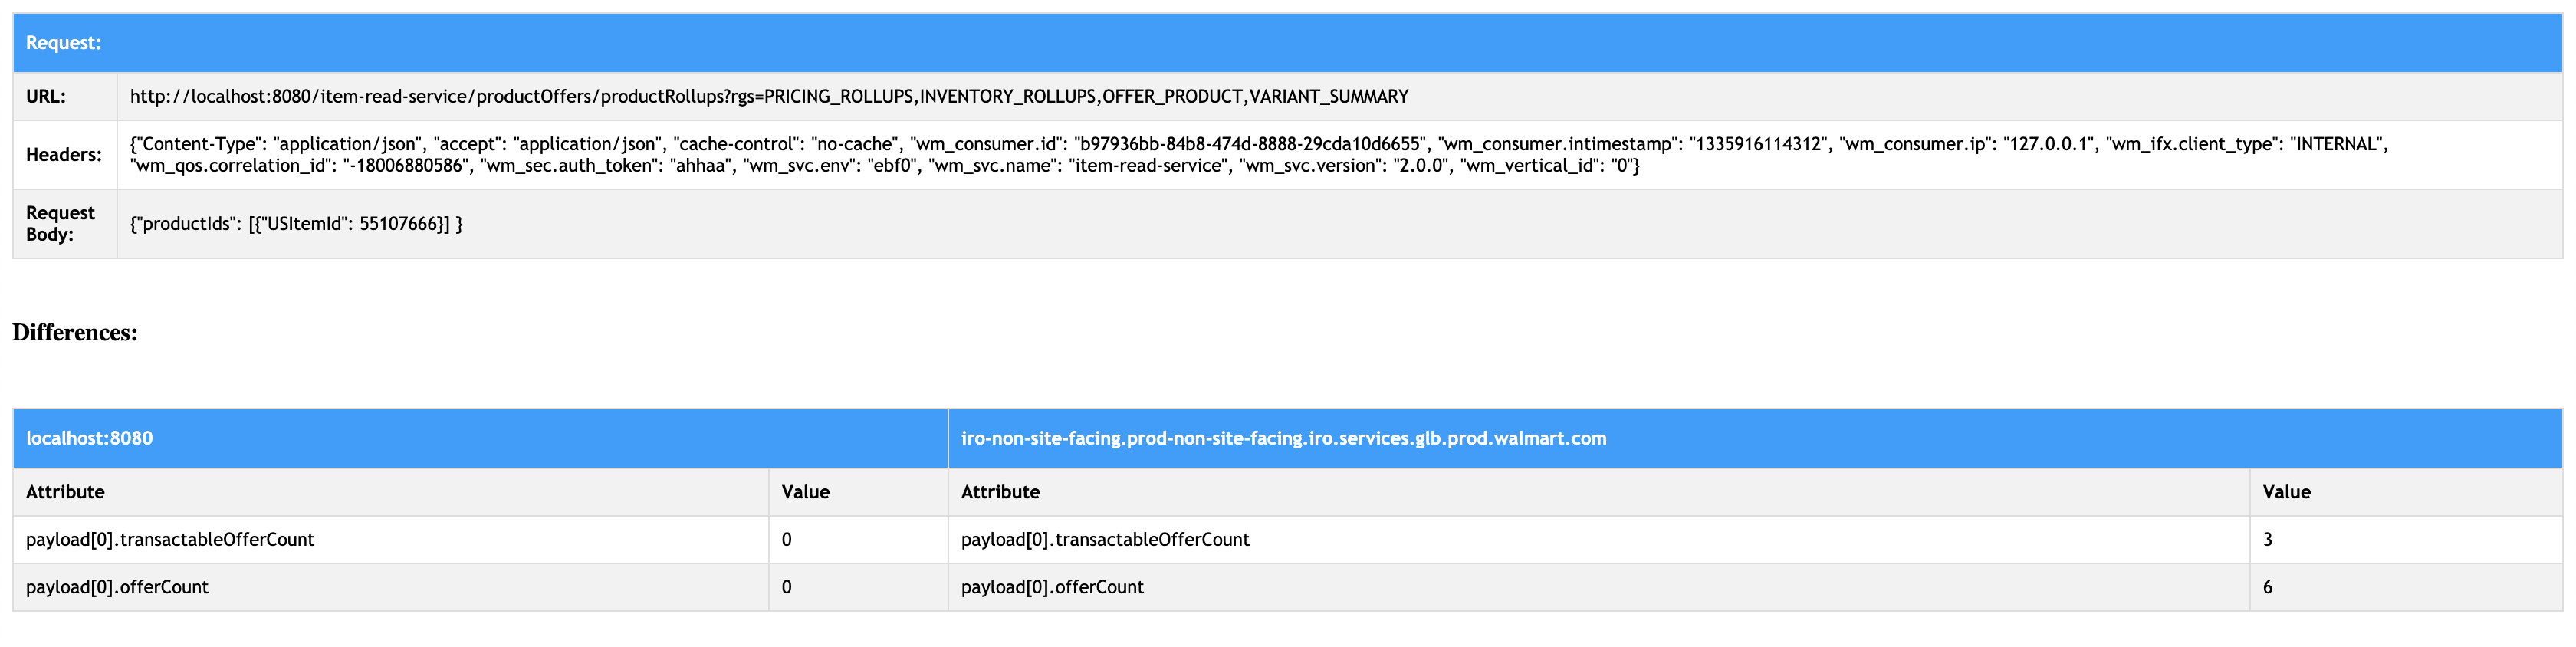 Request:
URL: http://localhost:8080/item-read-service/productOffers/productRollups?rgs=PRICING_ROLLUPS,INVENTORY_ROLLUPS,OFFER_PRODUCT,VARIANT_SUMMARY
Headers: {"Content-Type": "application/json", "accept": "application/json", "cache-control": "no-cache", "wm_consumer.id": "b97936bb-84b8-474d-8888-29cda10d6655", "wm_consumer.intimestamp": "1335916114312", "wm_consumer.ip": "127.0.0.1", "wm_ifx.client_type": "INTERNAL",
"wm_qos.correlation_id": "-18006880586", "wm_sec.auth_token": "ahhaa", "wm_svc.env": "ebf0", "wm_svc.name": "item-read-service", "wm_svc.version": "2.0.0", "wm_vertical_id": "0"}
Request
Body: {"productIds": [{"USItemId": 55107666}] }
Differences:
localhost:8080 iro-non-site-facing.prod-non-site-facing.iro.services.glb.prod.walmart.com
Attribute Value Attribute Value
payload[0].transactableOfferCount 0 payload[0].transactableOfferCount 3
payload[0].offerCount 0 payload[0].offerCount 6